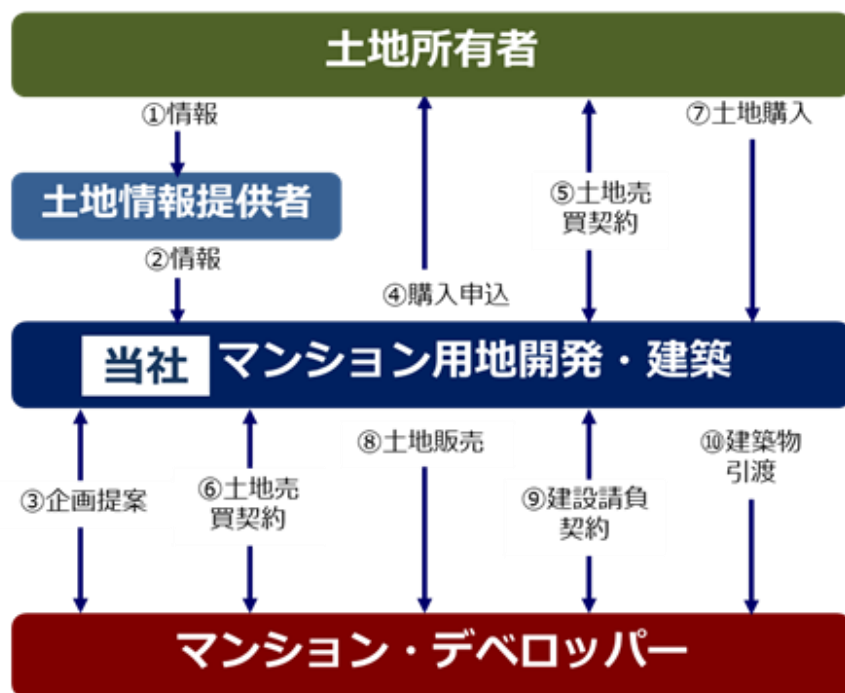 土地所有者
①情報
⑦土地購入
土地情報提供者
⑤土地売
買契約
②情報
④購入申込
当社 マンション用地開発・建築
⑧土地販売
⑩建築物
引渡
③企画提案
⑥土地売
買契約
⑨建設請負
契約
マンション・デベロッパー